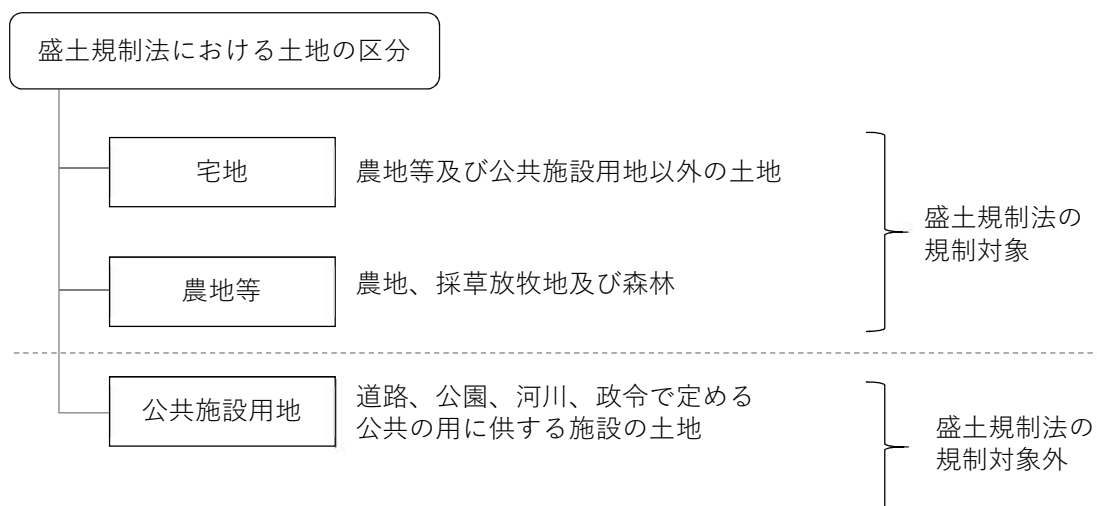 盛土規制法における土地の区分
宅地
農地等及び公共施設用地以外の土地
盛土規制法の
規制対象
農地等
農地、採草放牧地及び森林
公共施設用地
道路、公園、河川、政令で定める
公共の用に供する施設の土地
盛土規制法の
規制対象外